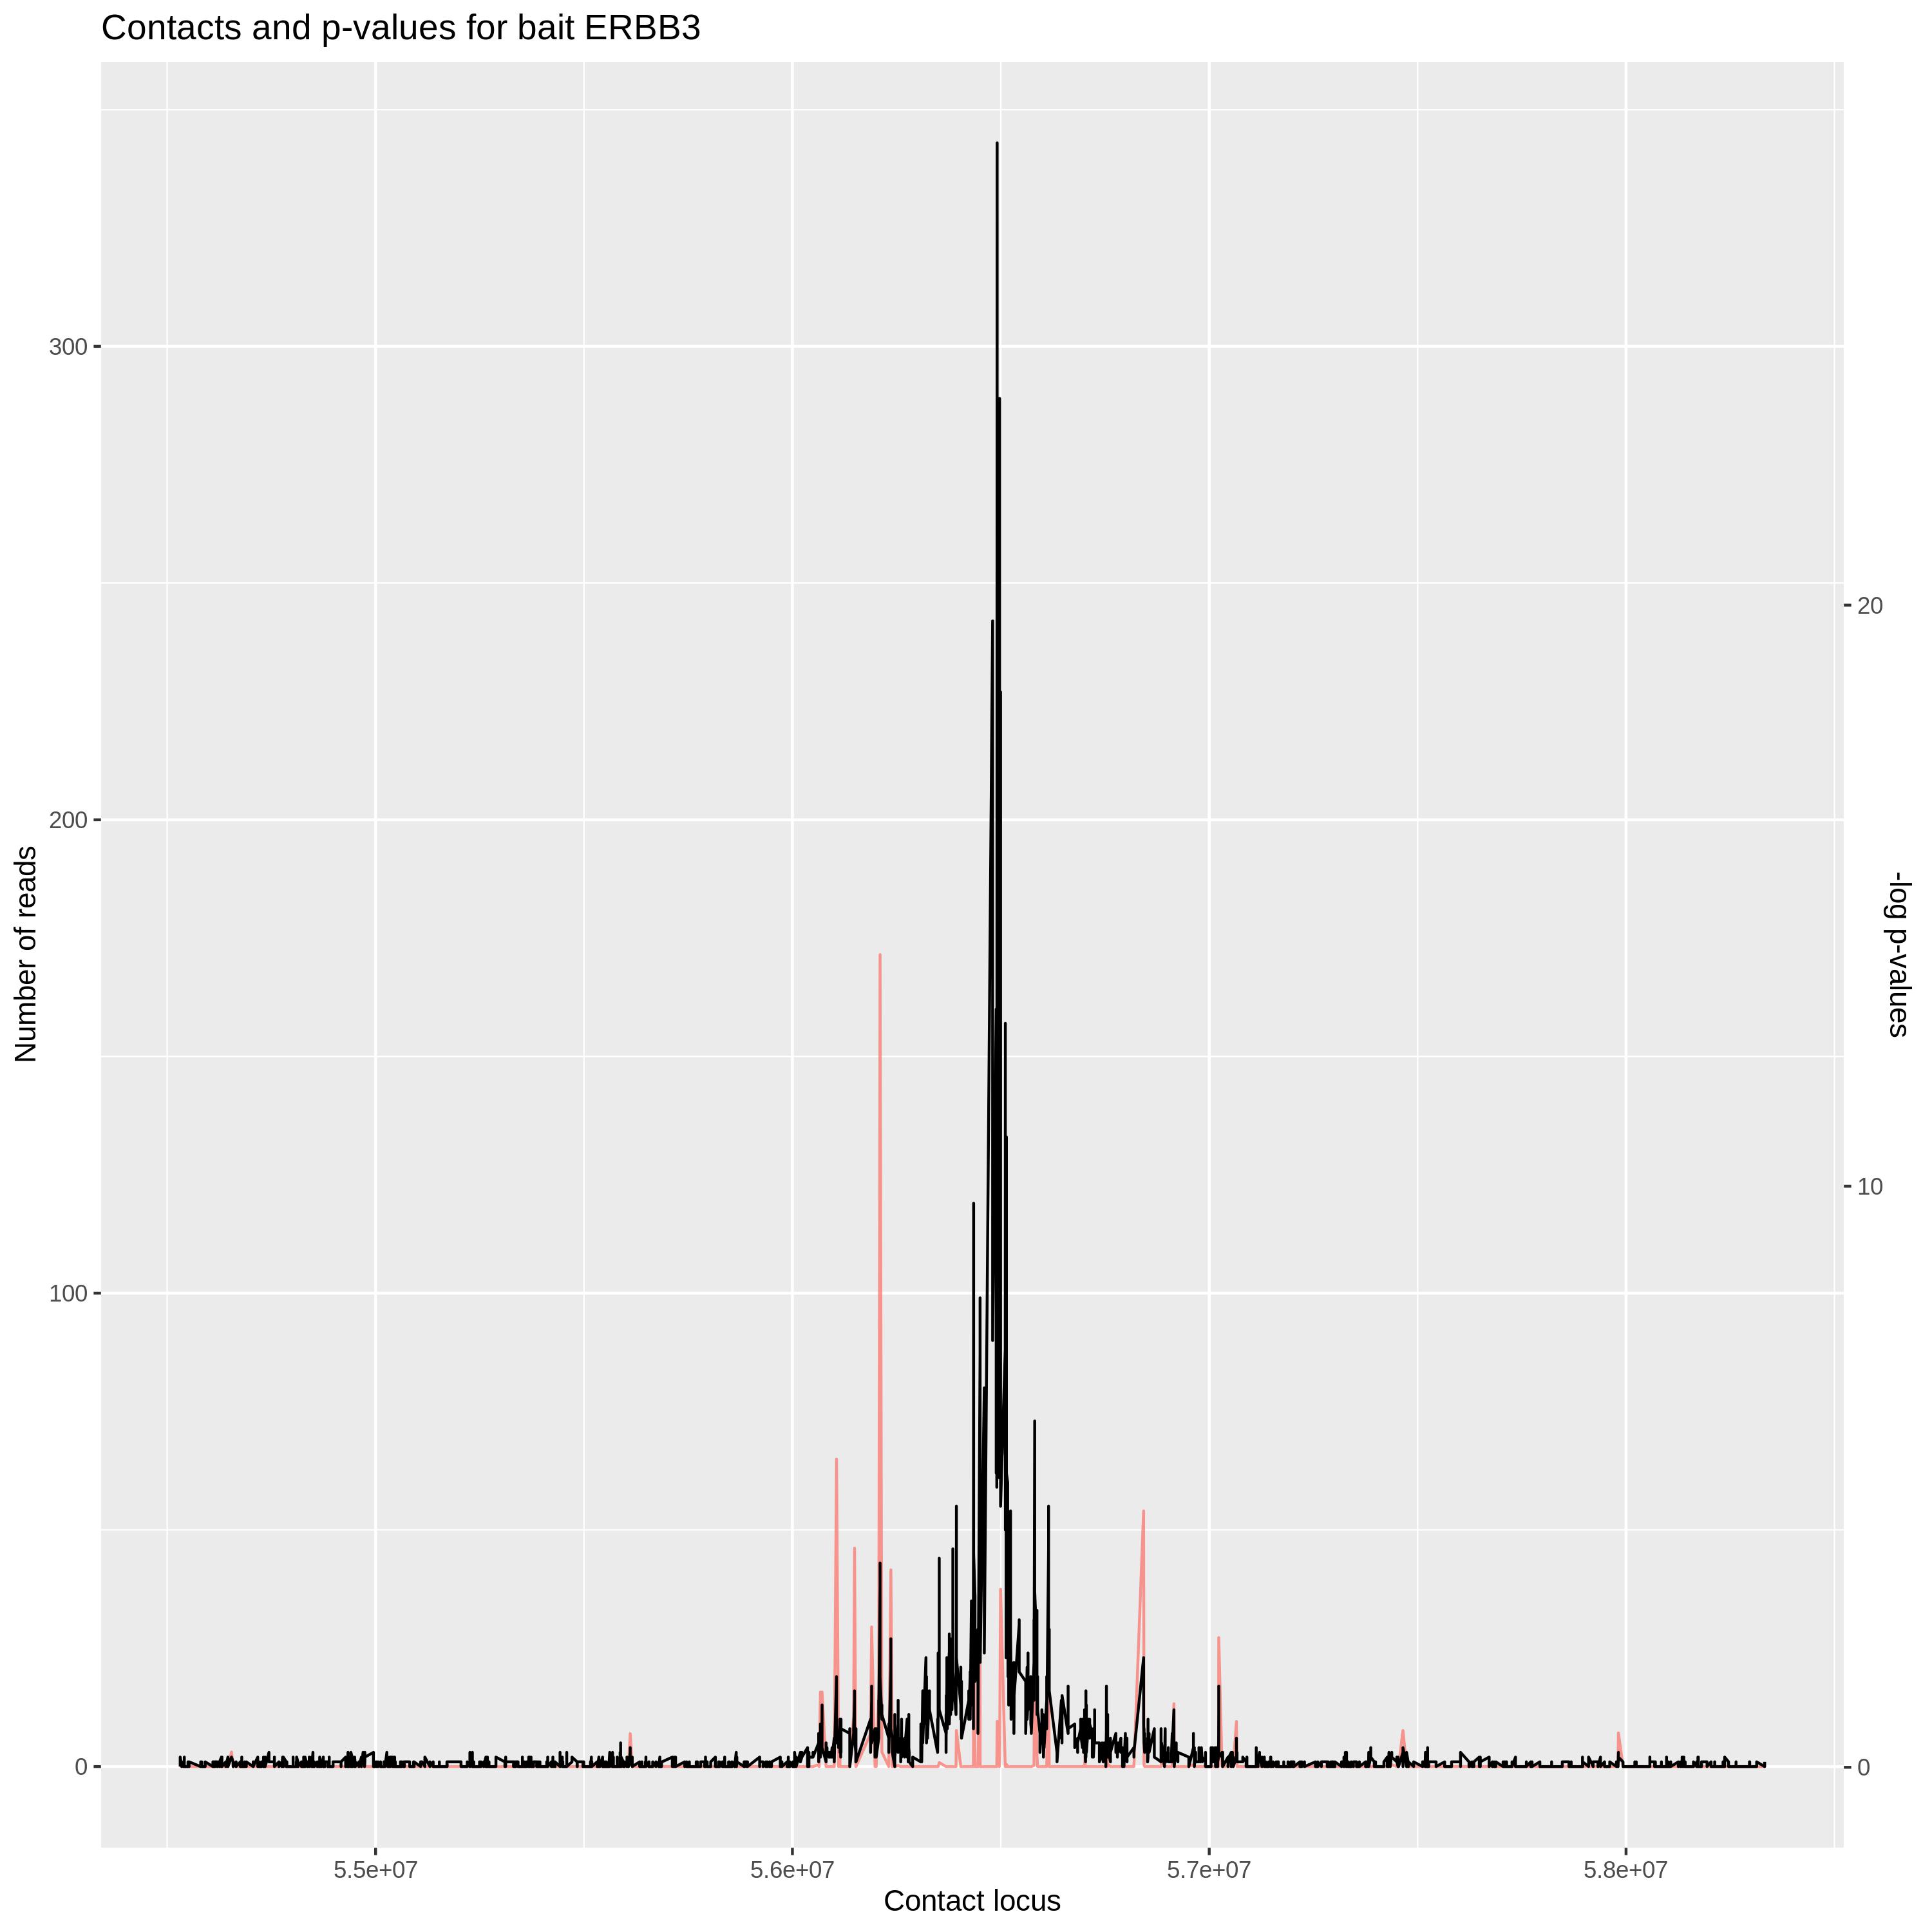 Contacts and p-values for bait ERBB3
300
200
100
0
Number of reads
20
10
0
-log p-values
5.5e+07
5.6e+07
5.7e+07
5.8e+07
Contact locus